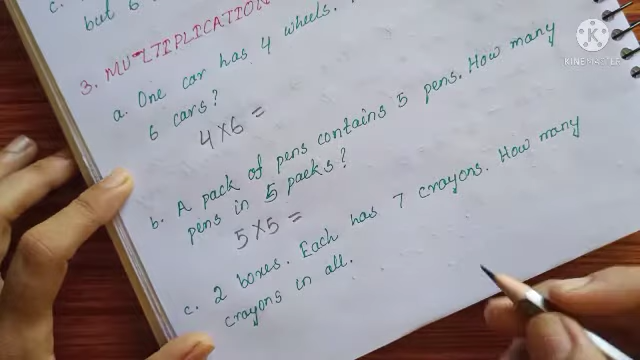 c.
but 6
3. MULTIPLICATION
a. One car has 4 wheels.
6 cars?
4×6 =
b. A pack of pens contains 5 pens. How many
pens in 5 packs?
5×5 =
c. 2 boxes. Each has 7 crayons. How many
crayons in all.
KINEMASTER